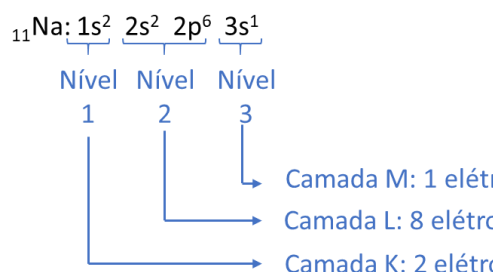 ₁₁Na: 1s² 2s² 2p⁶ 3s¹
Nível Nível Nível
1 2 3
Camada M: 1
Camada L: 8
Camada K: 2